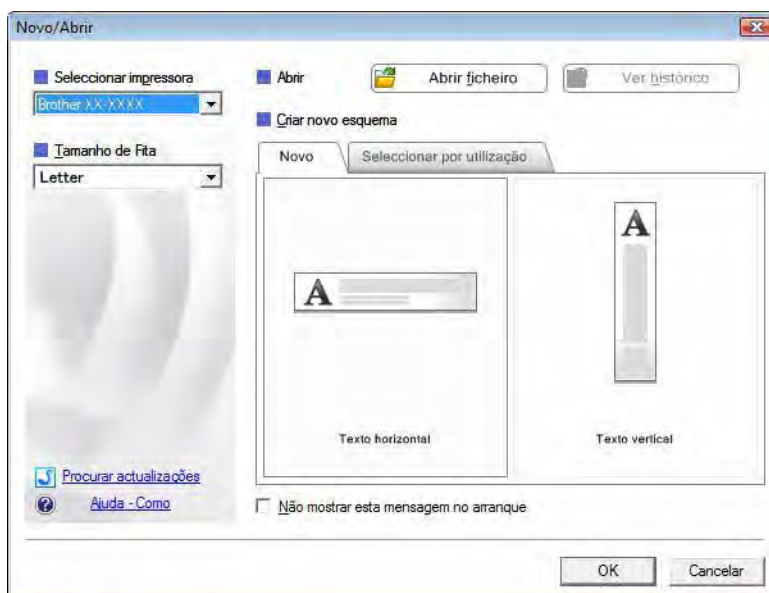 Novo/Abrir
Seleccionar impressora
Brother XX-XXXX
Tamanho de Fita
Letter
Procurar actualizações
Ajuda - Como
Abrir
Abrir ficheiro
Ver histórico
Criar novo esquema
Novo
Seleccionar por utilização
A
Texto horizontal
A
Texto vertical
Não mostrar esta mensagem no arranque
OK
Cancelar